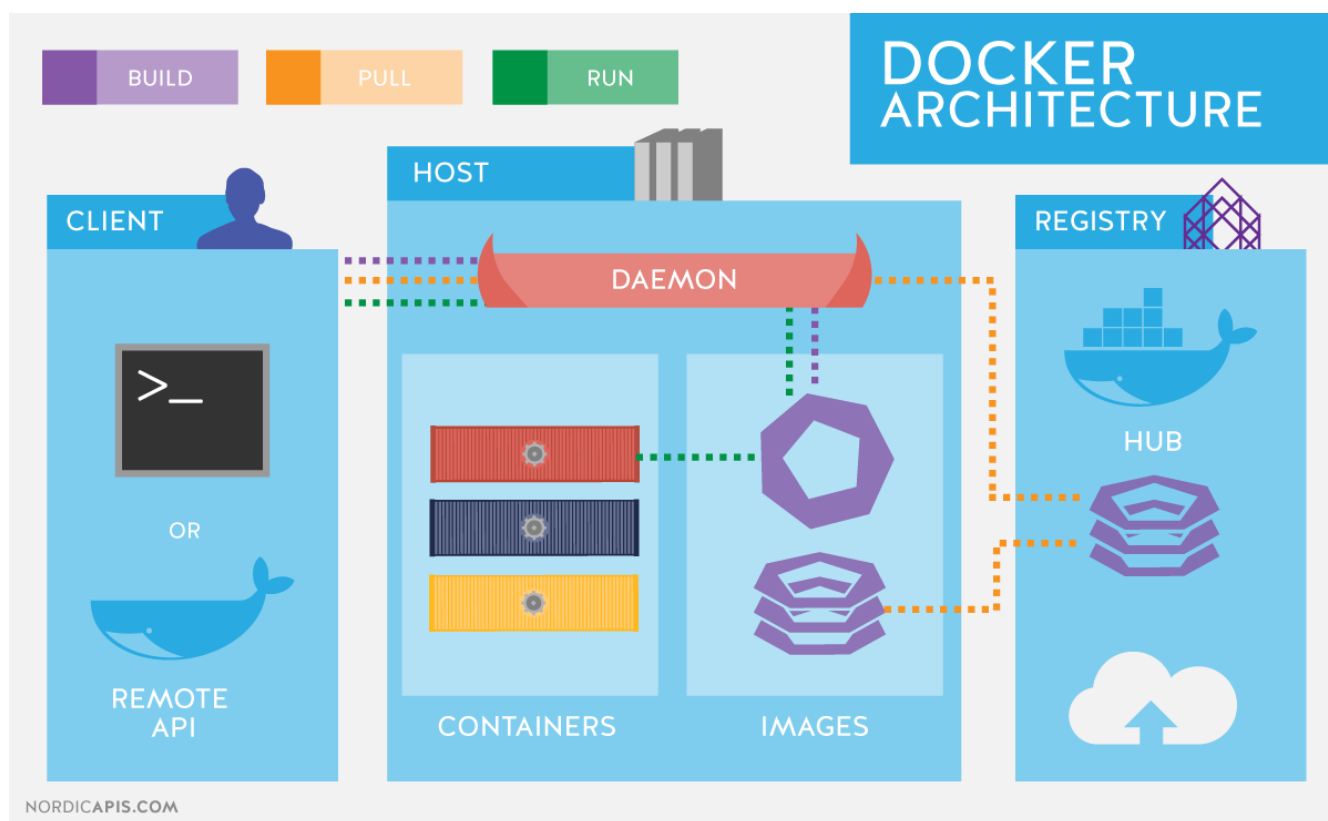 BUILD
PULL
RUN
DOCKER
ARCHITECTURE
HOST
CLIENT
REGISTRY
DAEMON
>_
HUB
OR
REMOTE
API
CONTAINERS
IMAGES
NORDICAPIS.COM